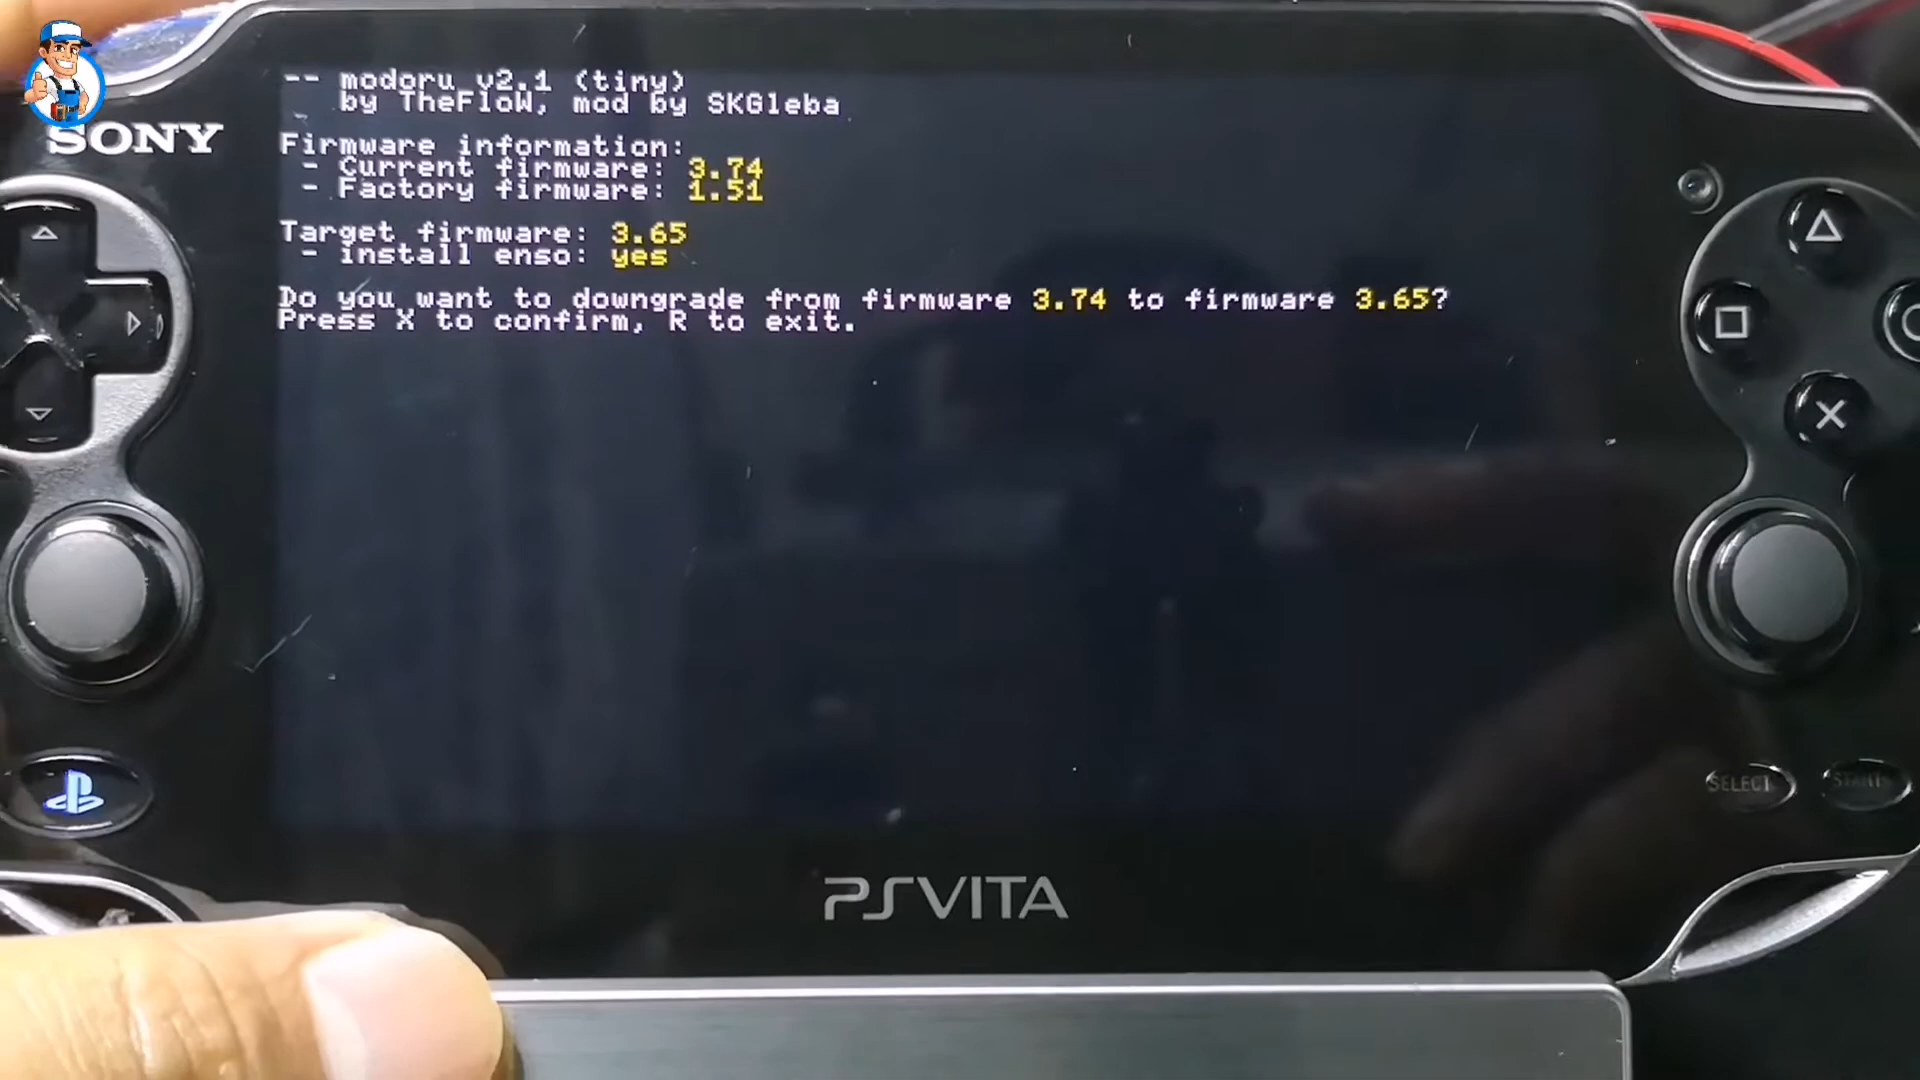 -- modoru v2.1 (tiny)
by TheFloW, mod by SKGleba
SONY
Firmware information:
- Current firmware: 3.74
- Factory firmware: 1.51
Target firmware: 3.65
- install enso: yes
Do you want to downgrade from firmware 3.74 to firmware 3.65?
Press X to confirm, R to exit.
SELECT
START
PSVITA